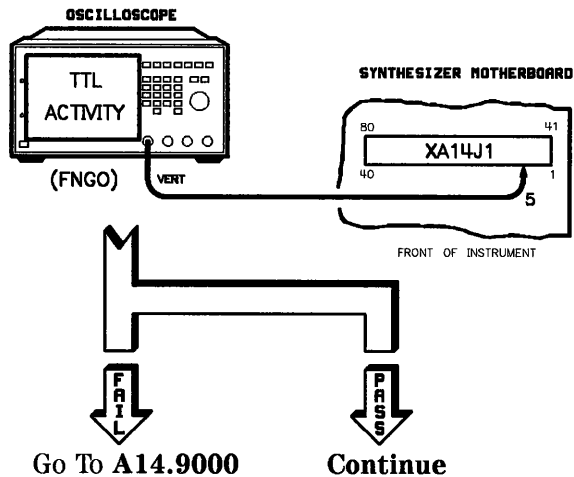 OSCILLOSCOPE
TTL
ACTIVITY
(FNGO)
VERT
SYNTHESIZER MOTHERBOARD
80
41
XA14J1
40
1
5
FRONT OF INSTRUMENT
FAIL
PASS
Go To A14.9000
Continue